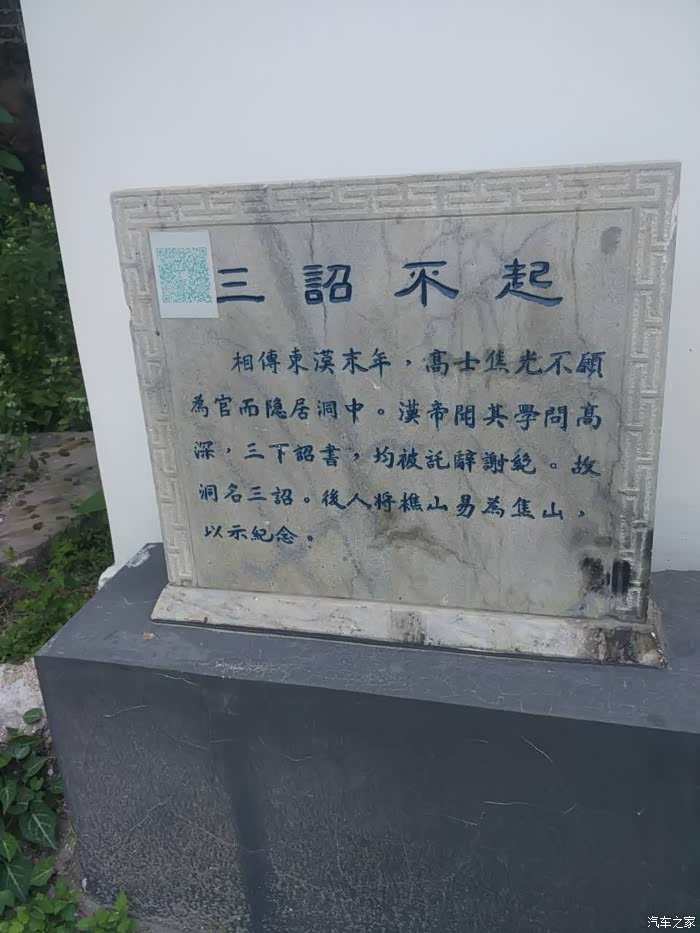 三詔不起
相傳東漢末年，高士焦光不願
為官而隐居洞中。漢帝聞其學問高
深，三下詔書，均被託辭謝絕。故
洞名三詔。後人将樵山易為焦山，
以示紀念。
汽车之家